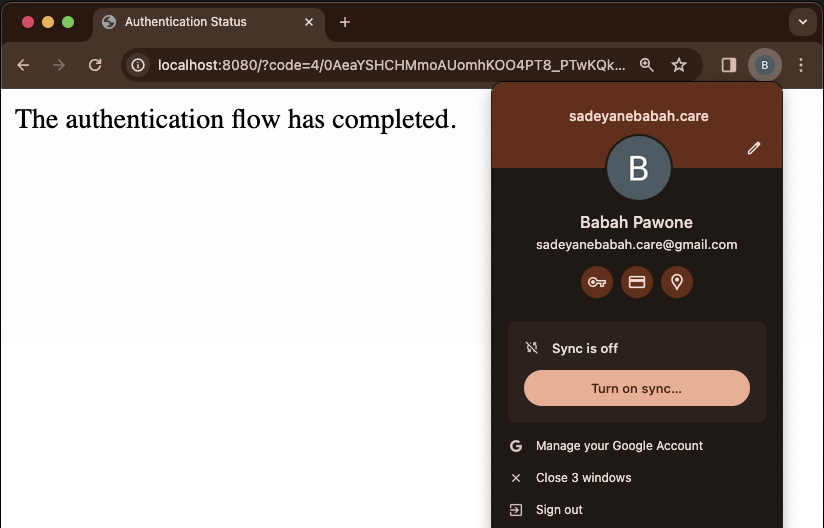 Authentication Status
localhost:8080/?code=4/0AeaYSHCHMmoAUomhKOO4PT8_PTwKQk...
B
The authentication flow has completed.
sadeyanebabah.care
B
Babah Pawone
sadeyanebabah.care@gmail.com
Sync is off
Turn on sync...
G Manage your Google Account
Close 3 windows
Sign out